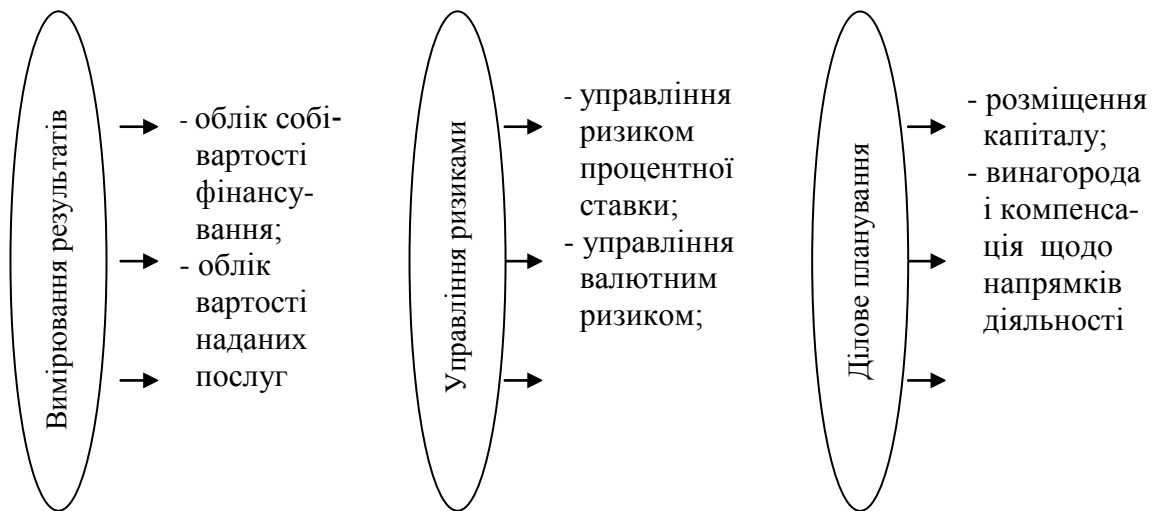 Вимірювання результатів
- облік собі-
вартості
фінансу-
вання;
- облік
вартості
наданих
послуг
Управління ризиками
- управління
ризиком
процентної
ставки;
- управління
валютним
ризиком;
Ділове планування
- розміщення
капіталу;
- винагорода
і компенса-
ція щодо
напрямків
діяльності